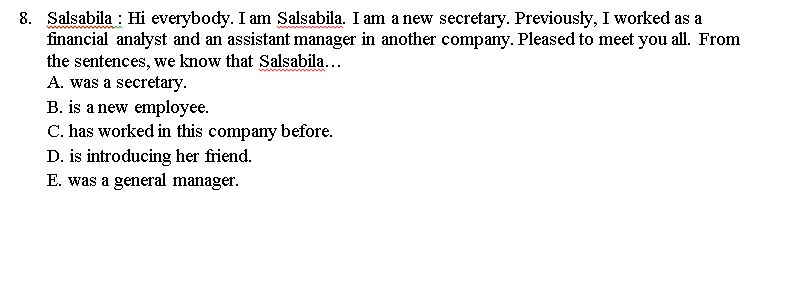 8. Salsabila : Hi everybody. I am Salsabila. I am a new secretary. Previously, I worked as a
financial analyst and an assistant manager in another company. Pleased to meet you all. From
the sentences, we know that Salsabila...
A. was a secretary.
B. is a new employee.
C. has worked in this company before.
D. is introducing her friend.
E. was a general manager.